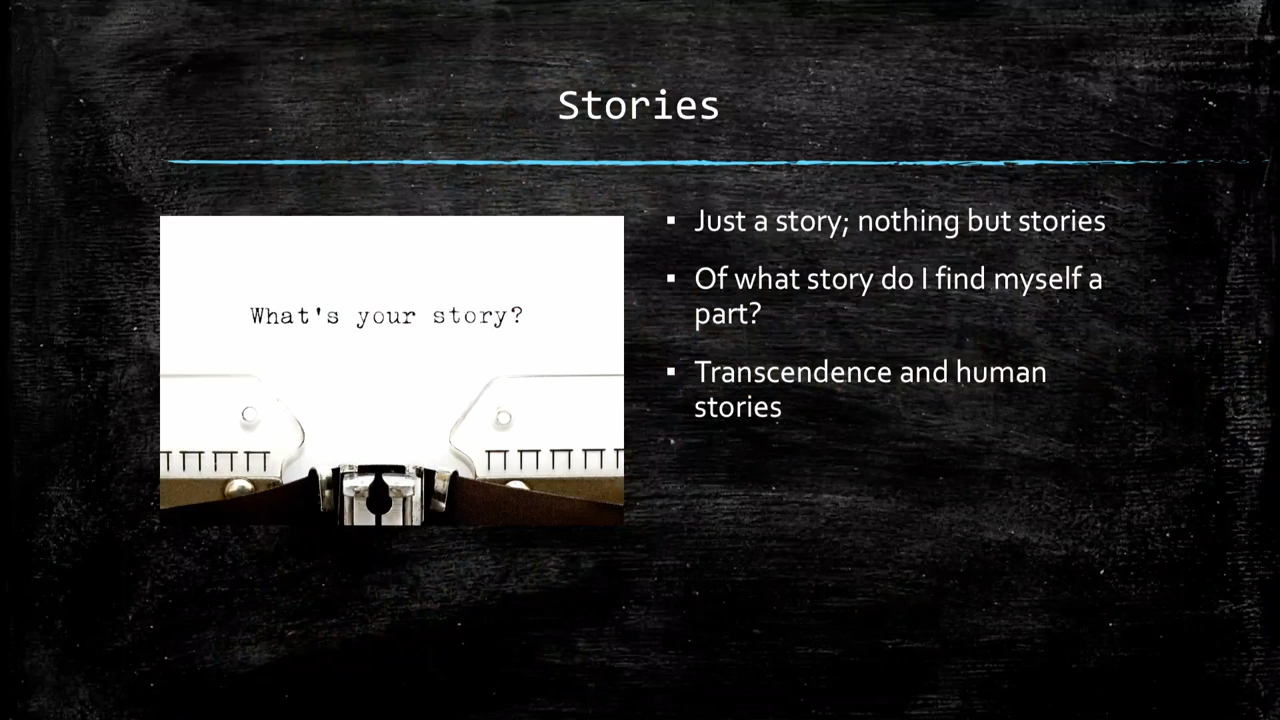 Stories
What's your story?
▪ Just a story; nothing but stories
▪ Of what story do I find myself a
part?
▪ Transcendence and human
stories